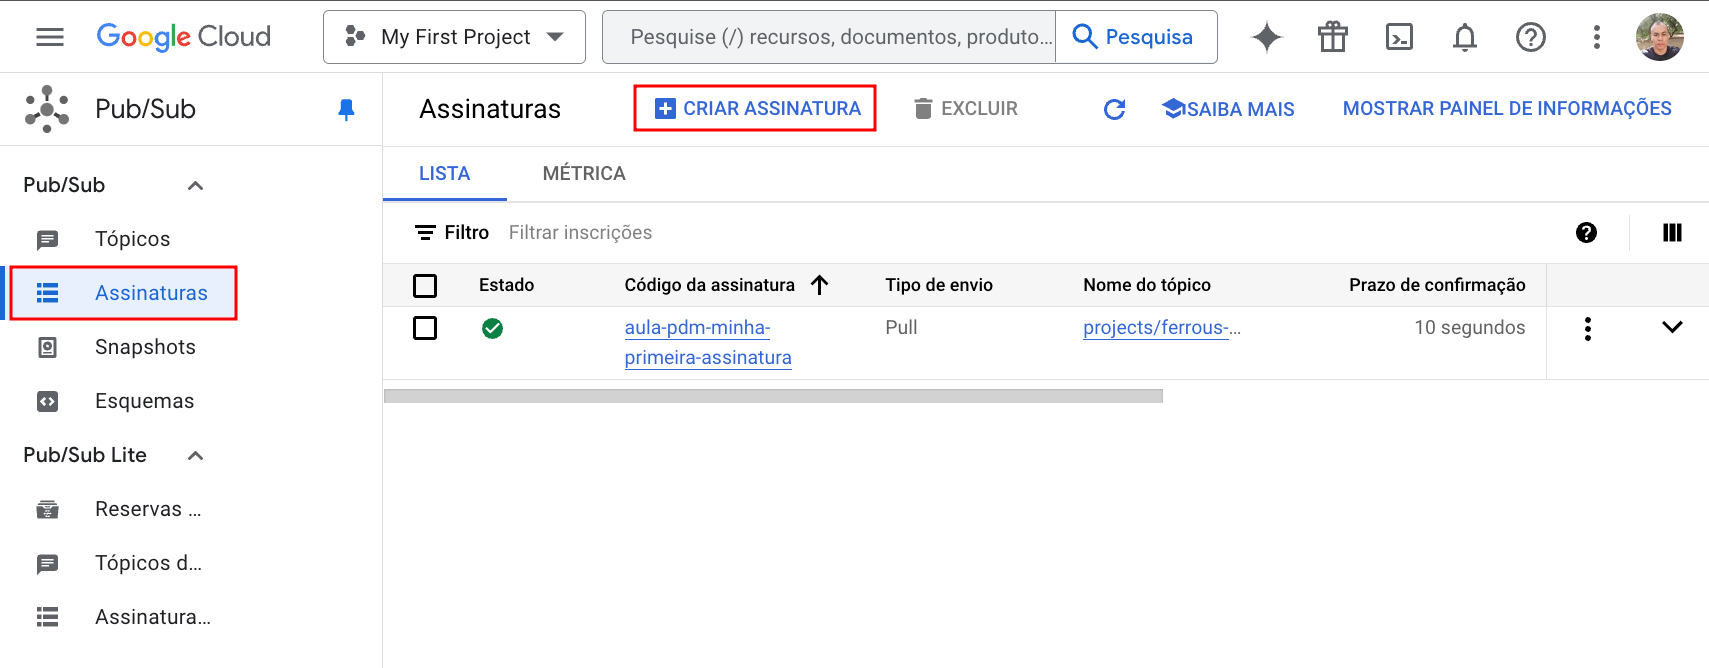 Google Cloud
My First Project
Pesquise (/) recursos, documentos, produto...
Pesquisa
Pub/Sub
Assinaturas
CRIAR ASSINATURA
EXCLUIR
SAIBA MAIS
MOSTRAR PAINEL DE INFORMAÇÕES
Pub/Sub
Tópicos
Assinaturas
Snapshots
Esquemas
Pub/Sub Lite
Reservas ...
Tópicos d...
Assinatura...
LISTA
MÉTRICA
Filtro
Filtrar inscrições
Estado
Código da assinatura
Tipo de envio
Nome do tópico
Prazo de confirmação
aula-pdm-minha-
primeira-assinatura
Pull
projects/ferrous-...
10 segundos